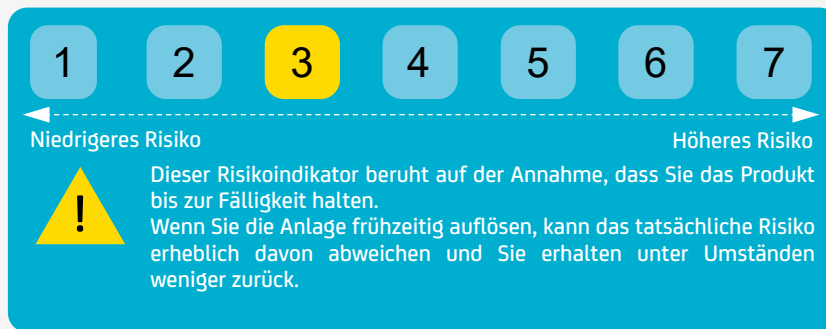 1 2 3 4 5 6 7
Niedrigeres Risiko Höheres Risiko
! Dieser Risikoindikator beruht auf der Annahme, dass Sie das Produkt
bis zur Fälligkeit halten.
Wenn Sie die Anlage frühzeitig auflösen, kann das tatsächliche Risiko
erheblich davon abweichen und Sie erhalten unter Umständen
weniger zurück.